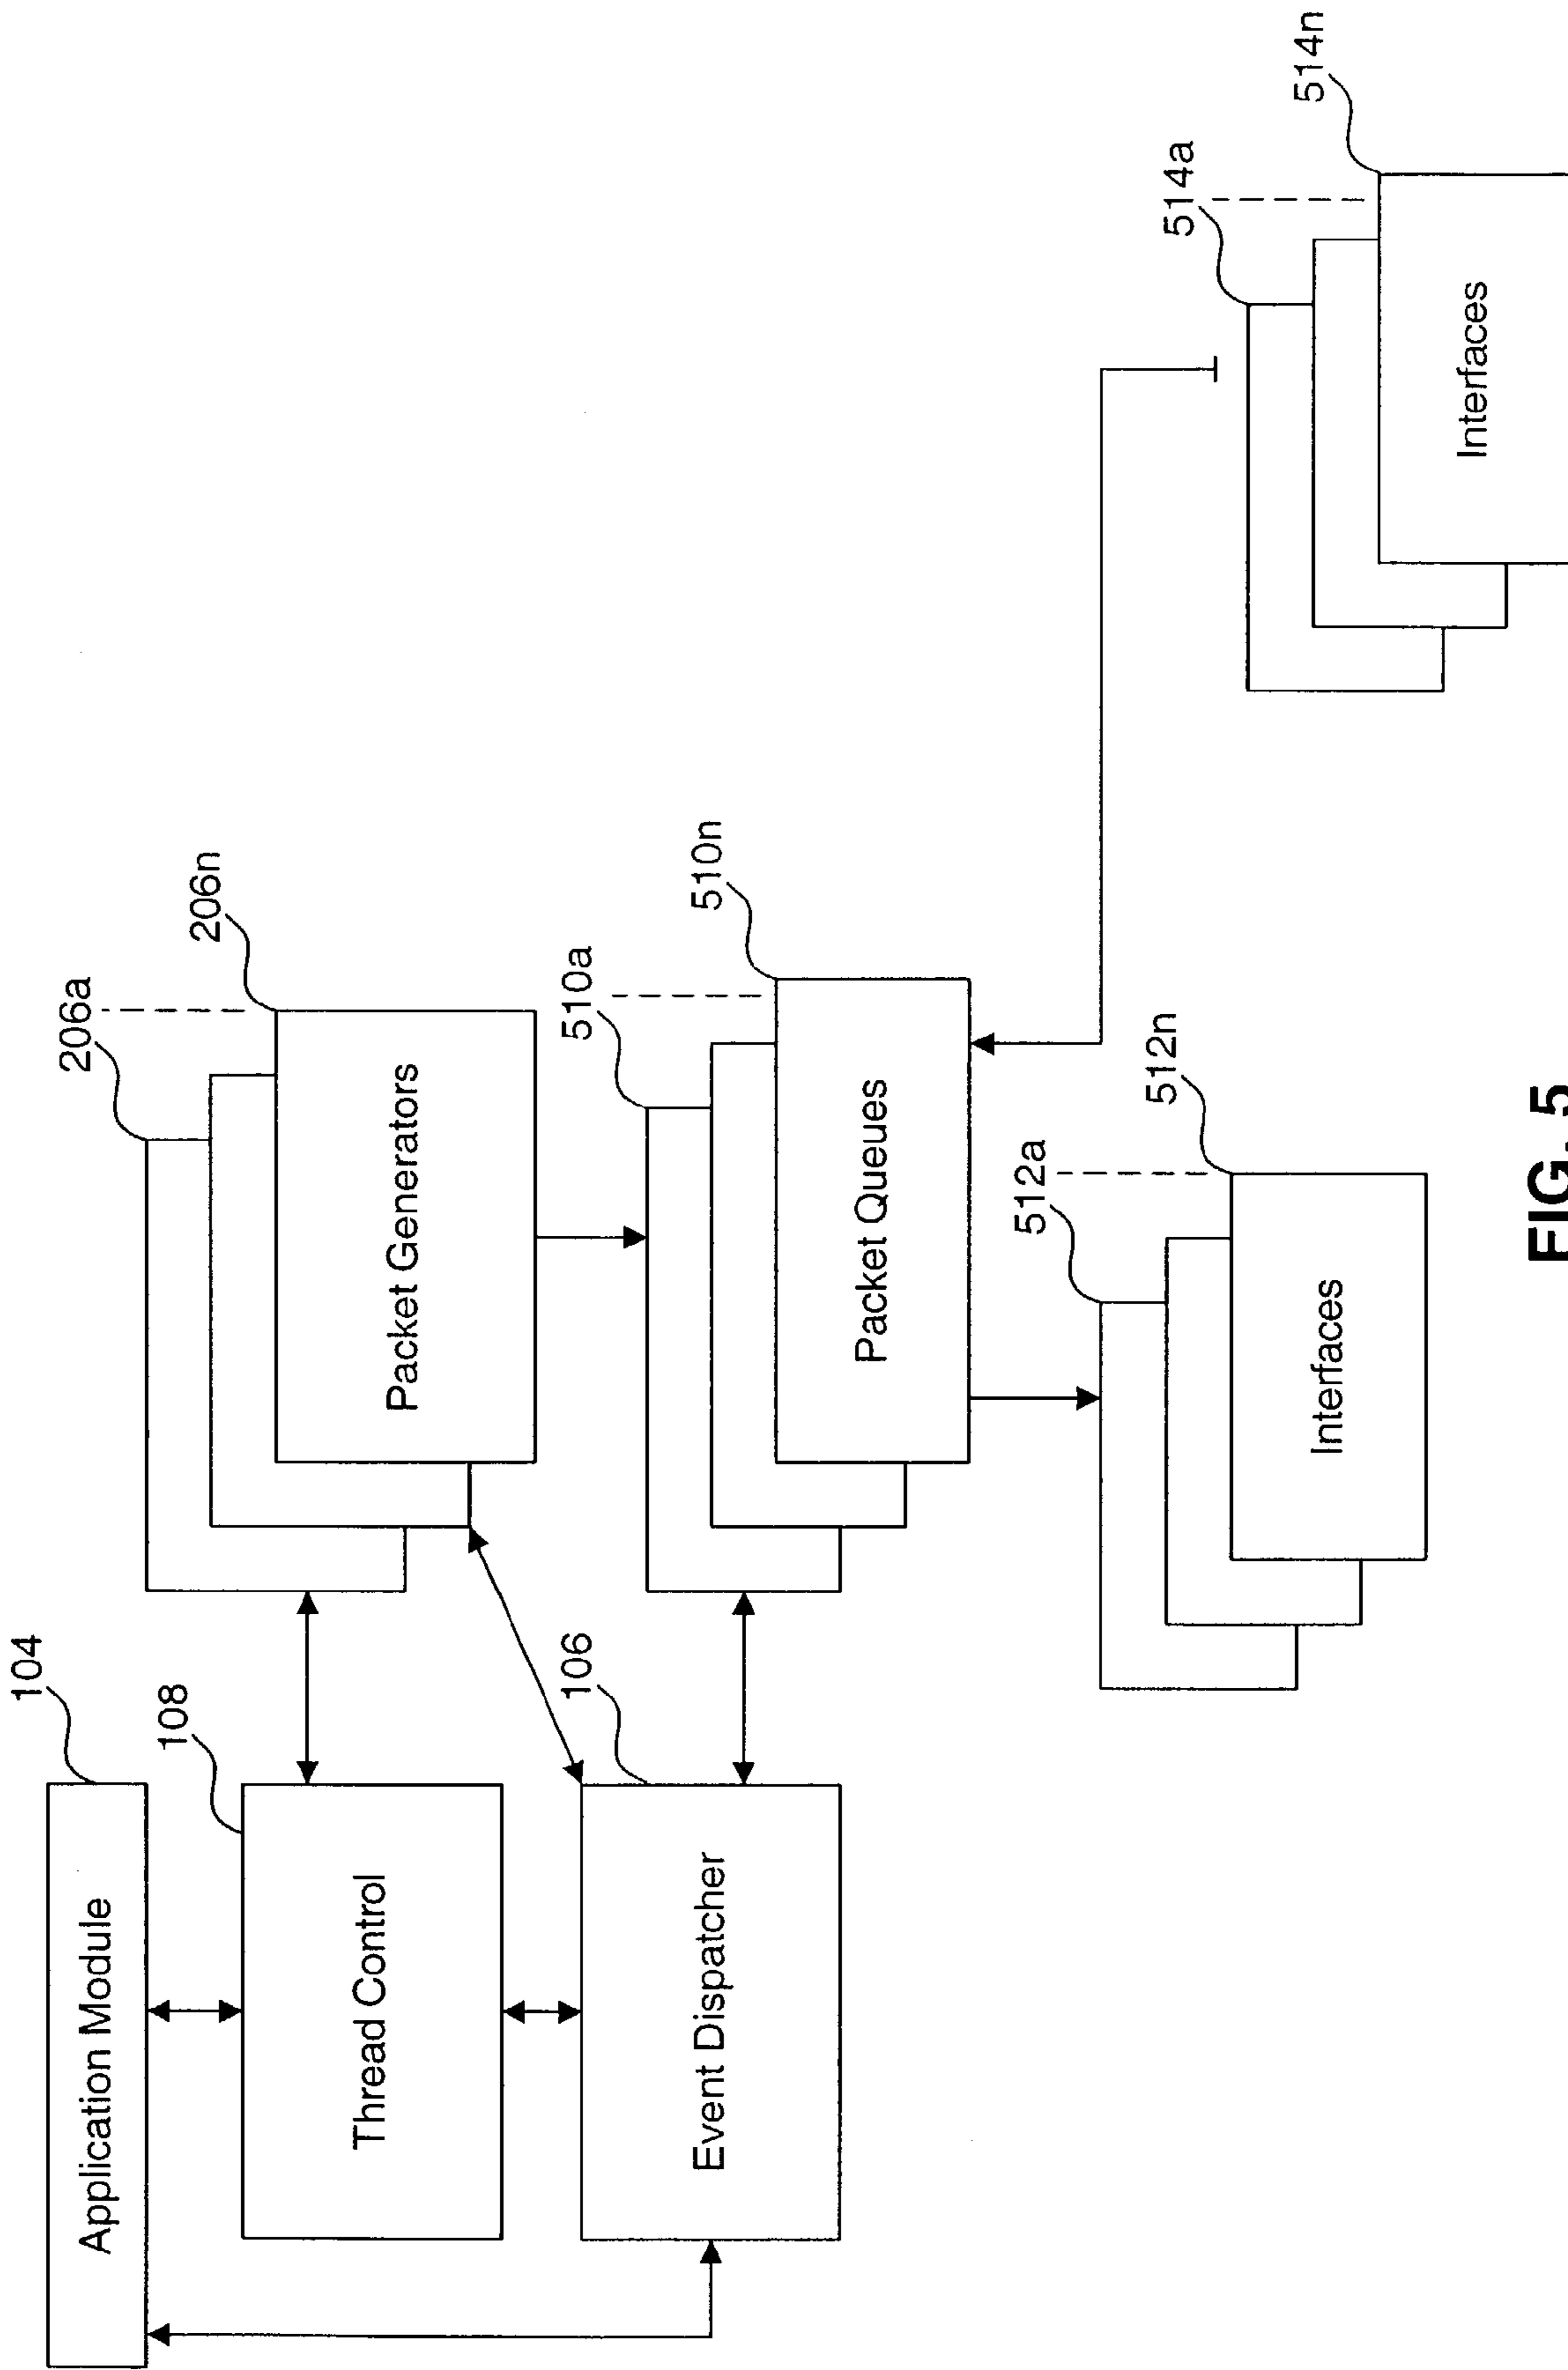 104
Application Module
108
Thread Control
106
Event Dispatcher
206a
206n
Packet Generators
510a
510n
Packet Queues
512a
512n
Interfaces
514a
514n
Interfaces
FIG. 5